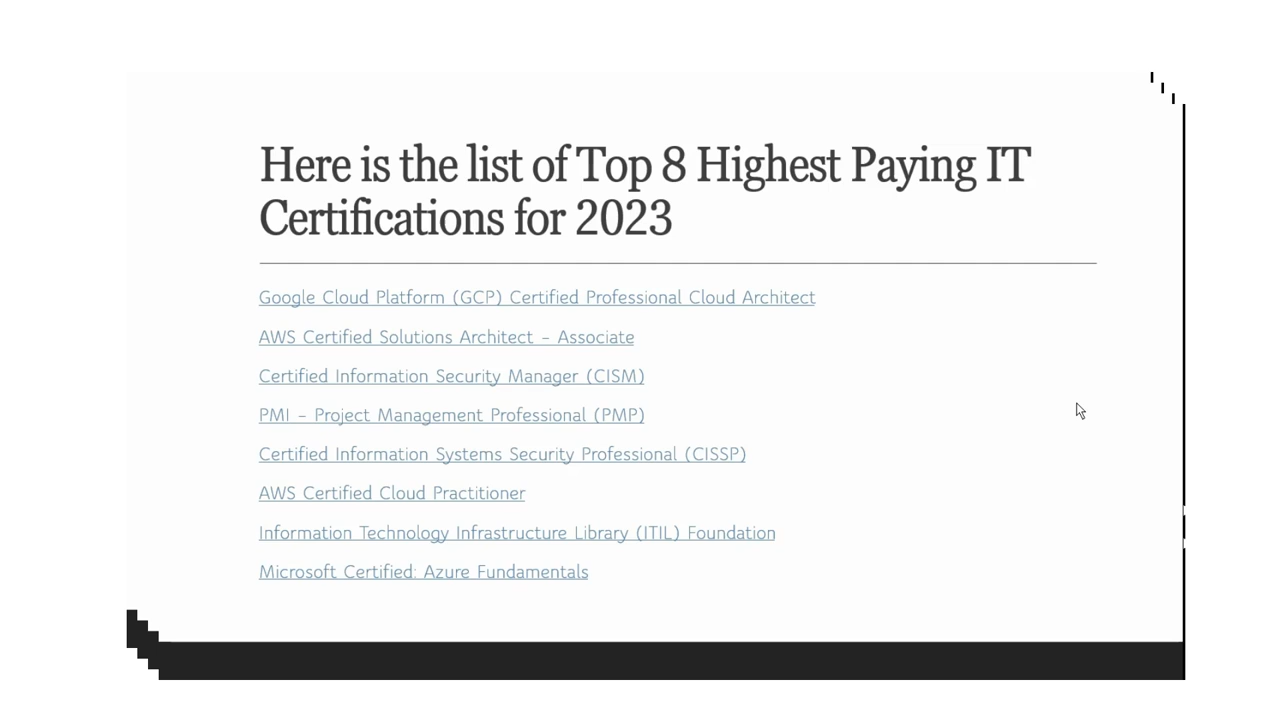 Here is the list of Top 8 Highest Paying IT
Certifications for 2023
Google Cloud Platform (GCP) Certified Professional Cloud Architect
AWS Certified Solutions Architect – Associate
Certified Information Security Manager (CISM)
PMI – Project Management Professional (PMP)
Certified Information Systems Security Professional (CISSP)
AWS Certified Cloud Practitioner
Information Technology Infrastructure Library (ITIL) Foundation
Microsoft Certified: Azure Fundamentals